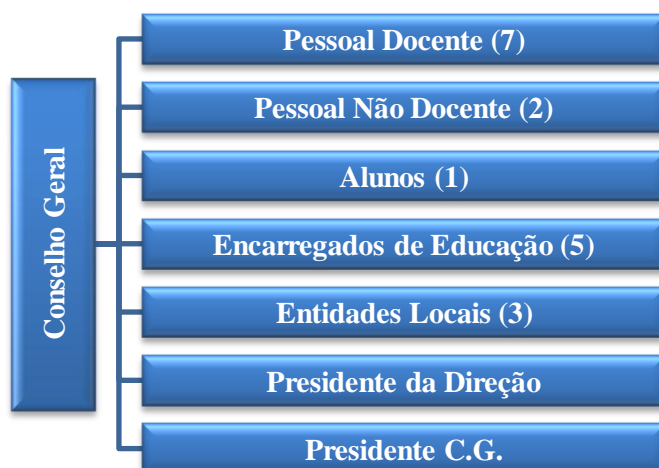 Conselho Geral
Pessoal Docente (7)
Pessoal Não Docente (2)
Alunos (1)
Encarregados de Educação (5)
Entidades Locais (3)
Presidente da Direção
Presidente C.G.